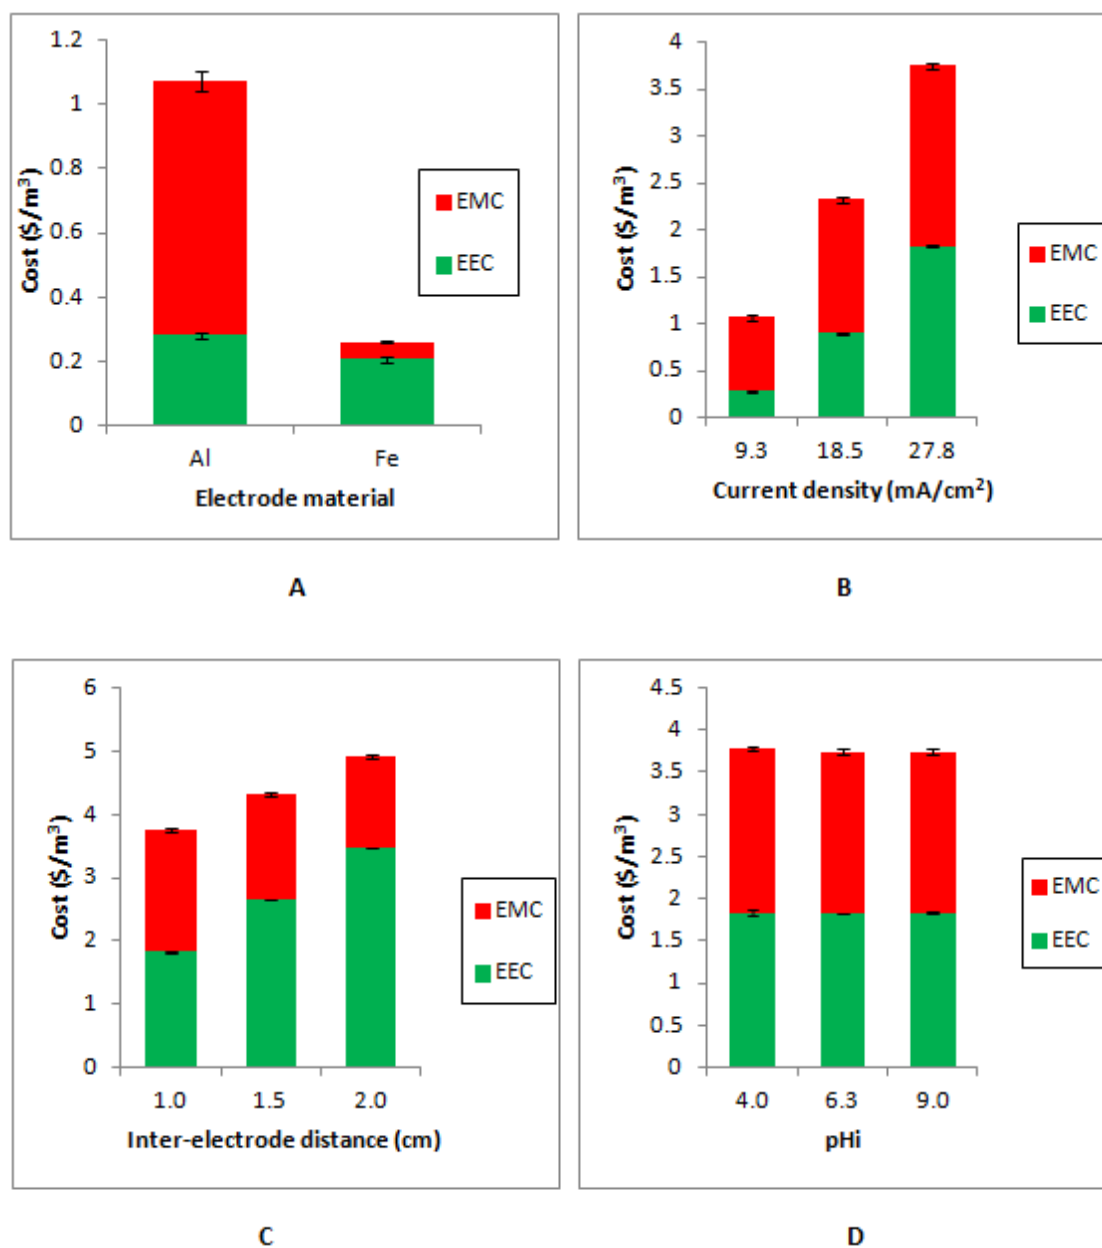 1.2
1
0.8
0.6
0.4
0.2
0
Cost ($/m³)
EMC
EEC
Al Fe
Electrode material
A
4
3.5
3
2.5
2
1.5
1
0.5
0
Cost ($/m³)
EMC
EEC
9.3 18.5 27.8
Current density (mA/cm²)
B
6
5
4
3
2
1
0
Cost ($/m³)
EMC
EEC
1.0 1.5 2.0
Inter-electrode distance (cm)
C
4.5
4
3.5
3
2.5
2
1.5
1
0.5
0
Cost ($/m³)
EMC
EEC
4.0 6.3 9.0
pHi
D